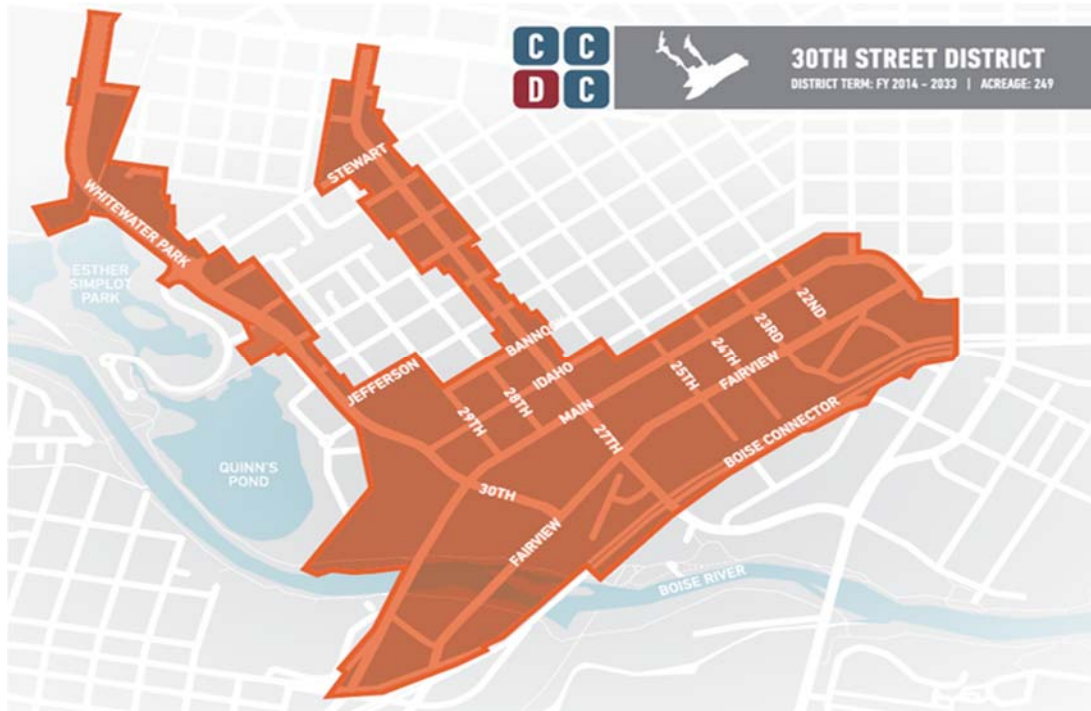 C C
D C
30TH STREET DISTRICT
DISTRICT TERM: FY 2014 – 2033 | ACREAGE: 249
STEWART
WHITEWATER PARK
ESTHER
SIMPLOT
PARK
22ND
23RD
24TH
25TH
FAIRVIEW
BANNOCK
IDAHO
JEFFERSON
28TH
MAIN
29TH
27TH
BOISE CONNECTOR
QUINN'S
POND
30TH
FAIRVIEW
BOISE RIVER